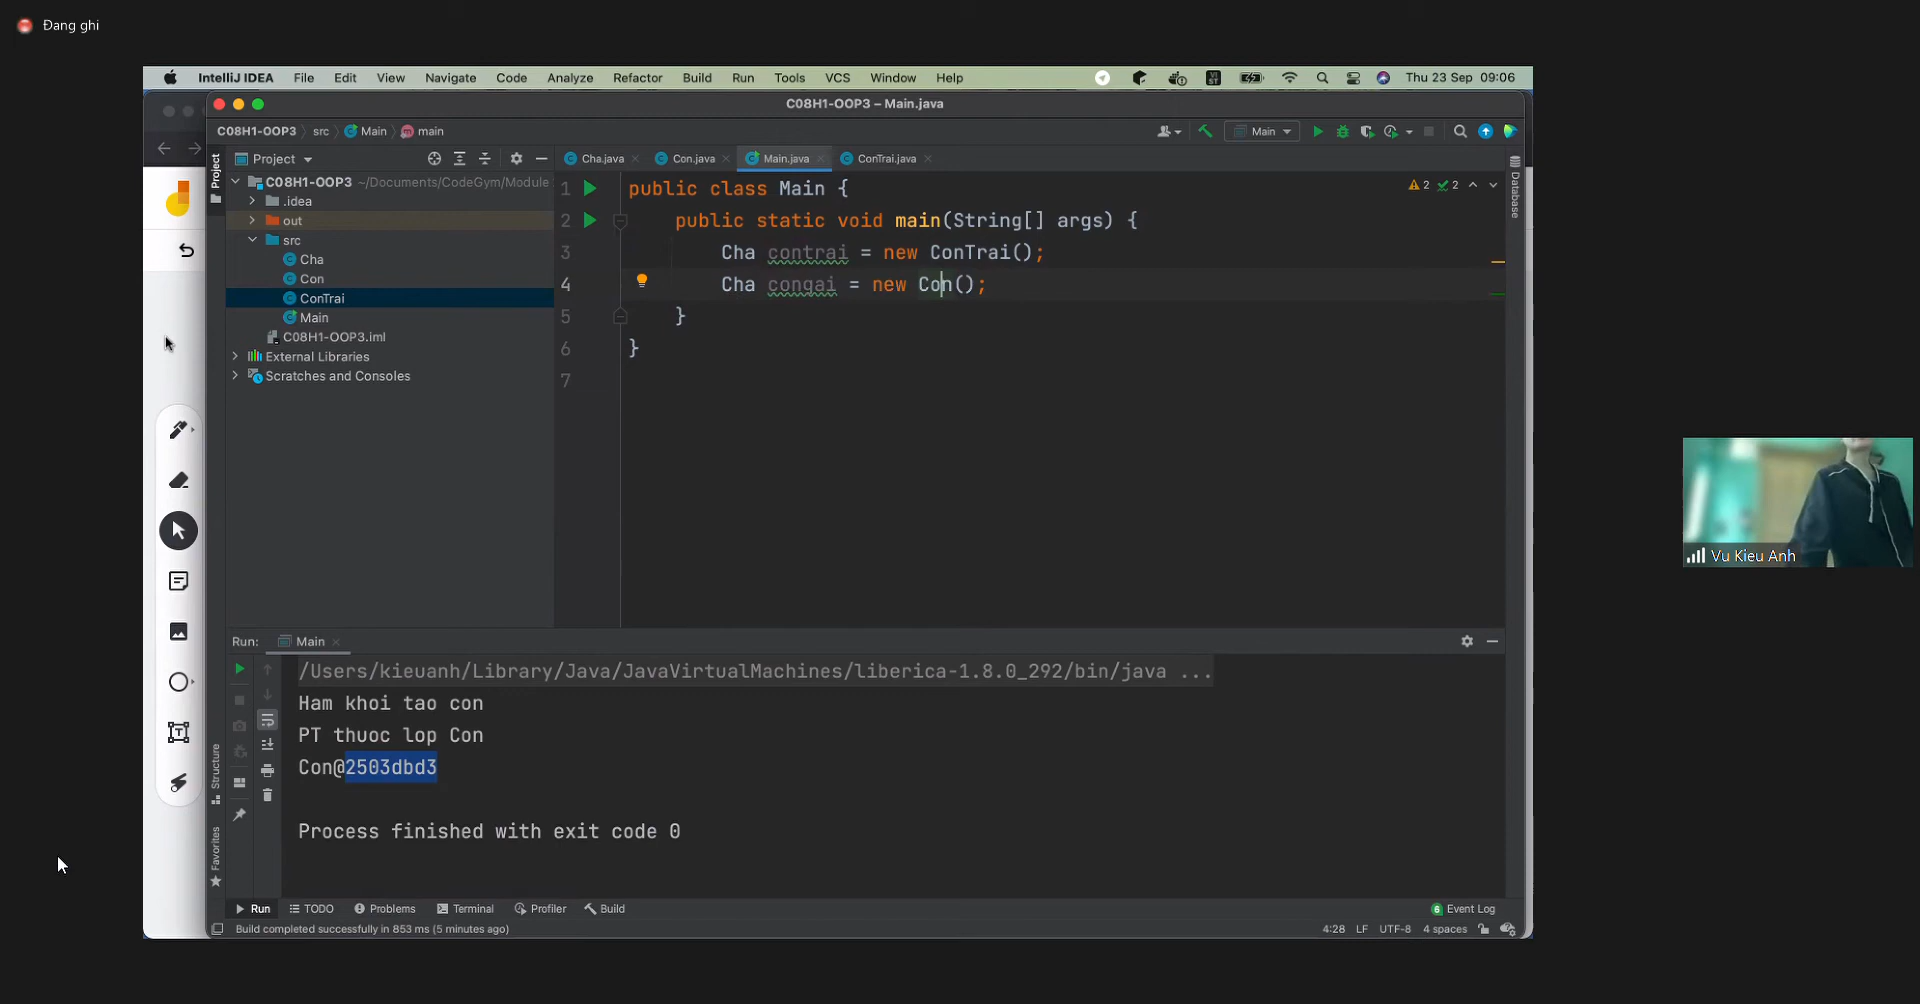 Đang ghi
IntelliJ IDEA File Edit View Navigate Code Analyze Refactor Build Run Tools VCS Window Help Thu 23 Sep 09:06
C08H1-OOP3 – Main.java
C08H1-OOP3 src Main main
Main
Project
Cha.java Con.java Main.java ConTrai.java
Project
C08H1-OOP3 ~/Documents/CodeGym/Module
.idea
out
src
Cha
Con
ConTrai
Main
C08H1-OOP3.iml
External Libraries
Scratches and Consoles
1 public class Main {
2 public static void main(String[] args) {
3 Cha contrai = new ConTrai();
4 Cha congai = new Con();
5 }
6 }
7
2 2
Database
Run: Main
/Users/kieuanh/Library/Java/JavaVirtualMachines/liberica-1.8.0_292/bin/java ...
Ham khoi tao con
PT thuoc lop Con
Con@2503dbd3
Process finished with exit code 0
Structure
Favorites
Run TODO Problems Terminal Profiler Build
6 Event Log
Build completed successfully in 853 ms (5 minutes ago)
4:28 LF UTF-8 4 spaces
Vu Kieu Anh